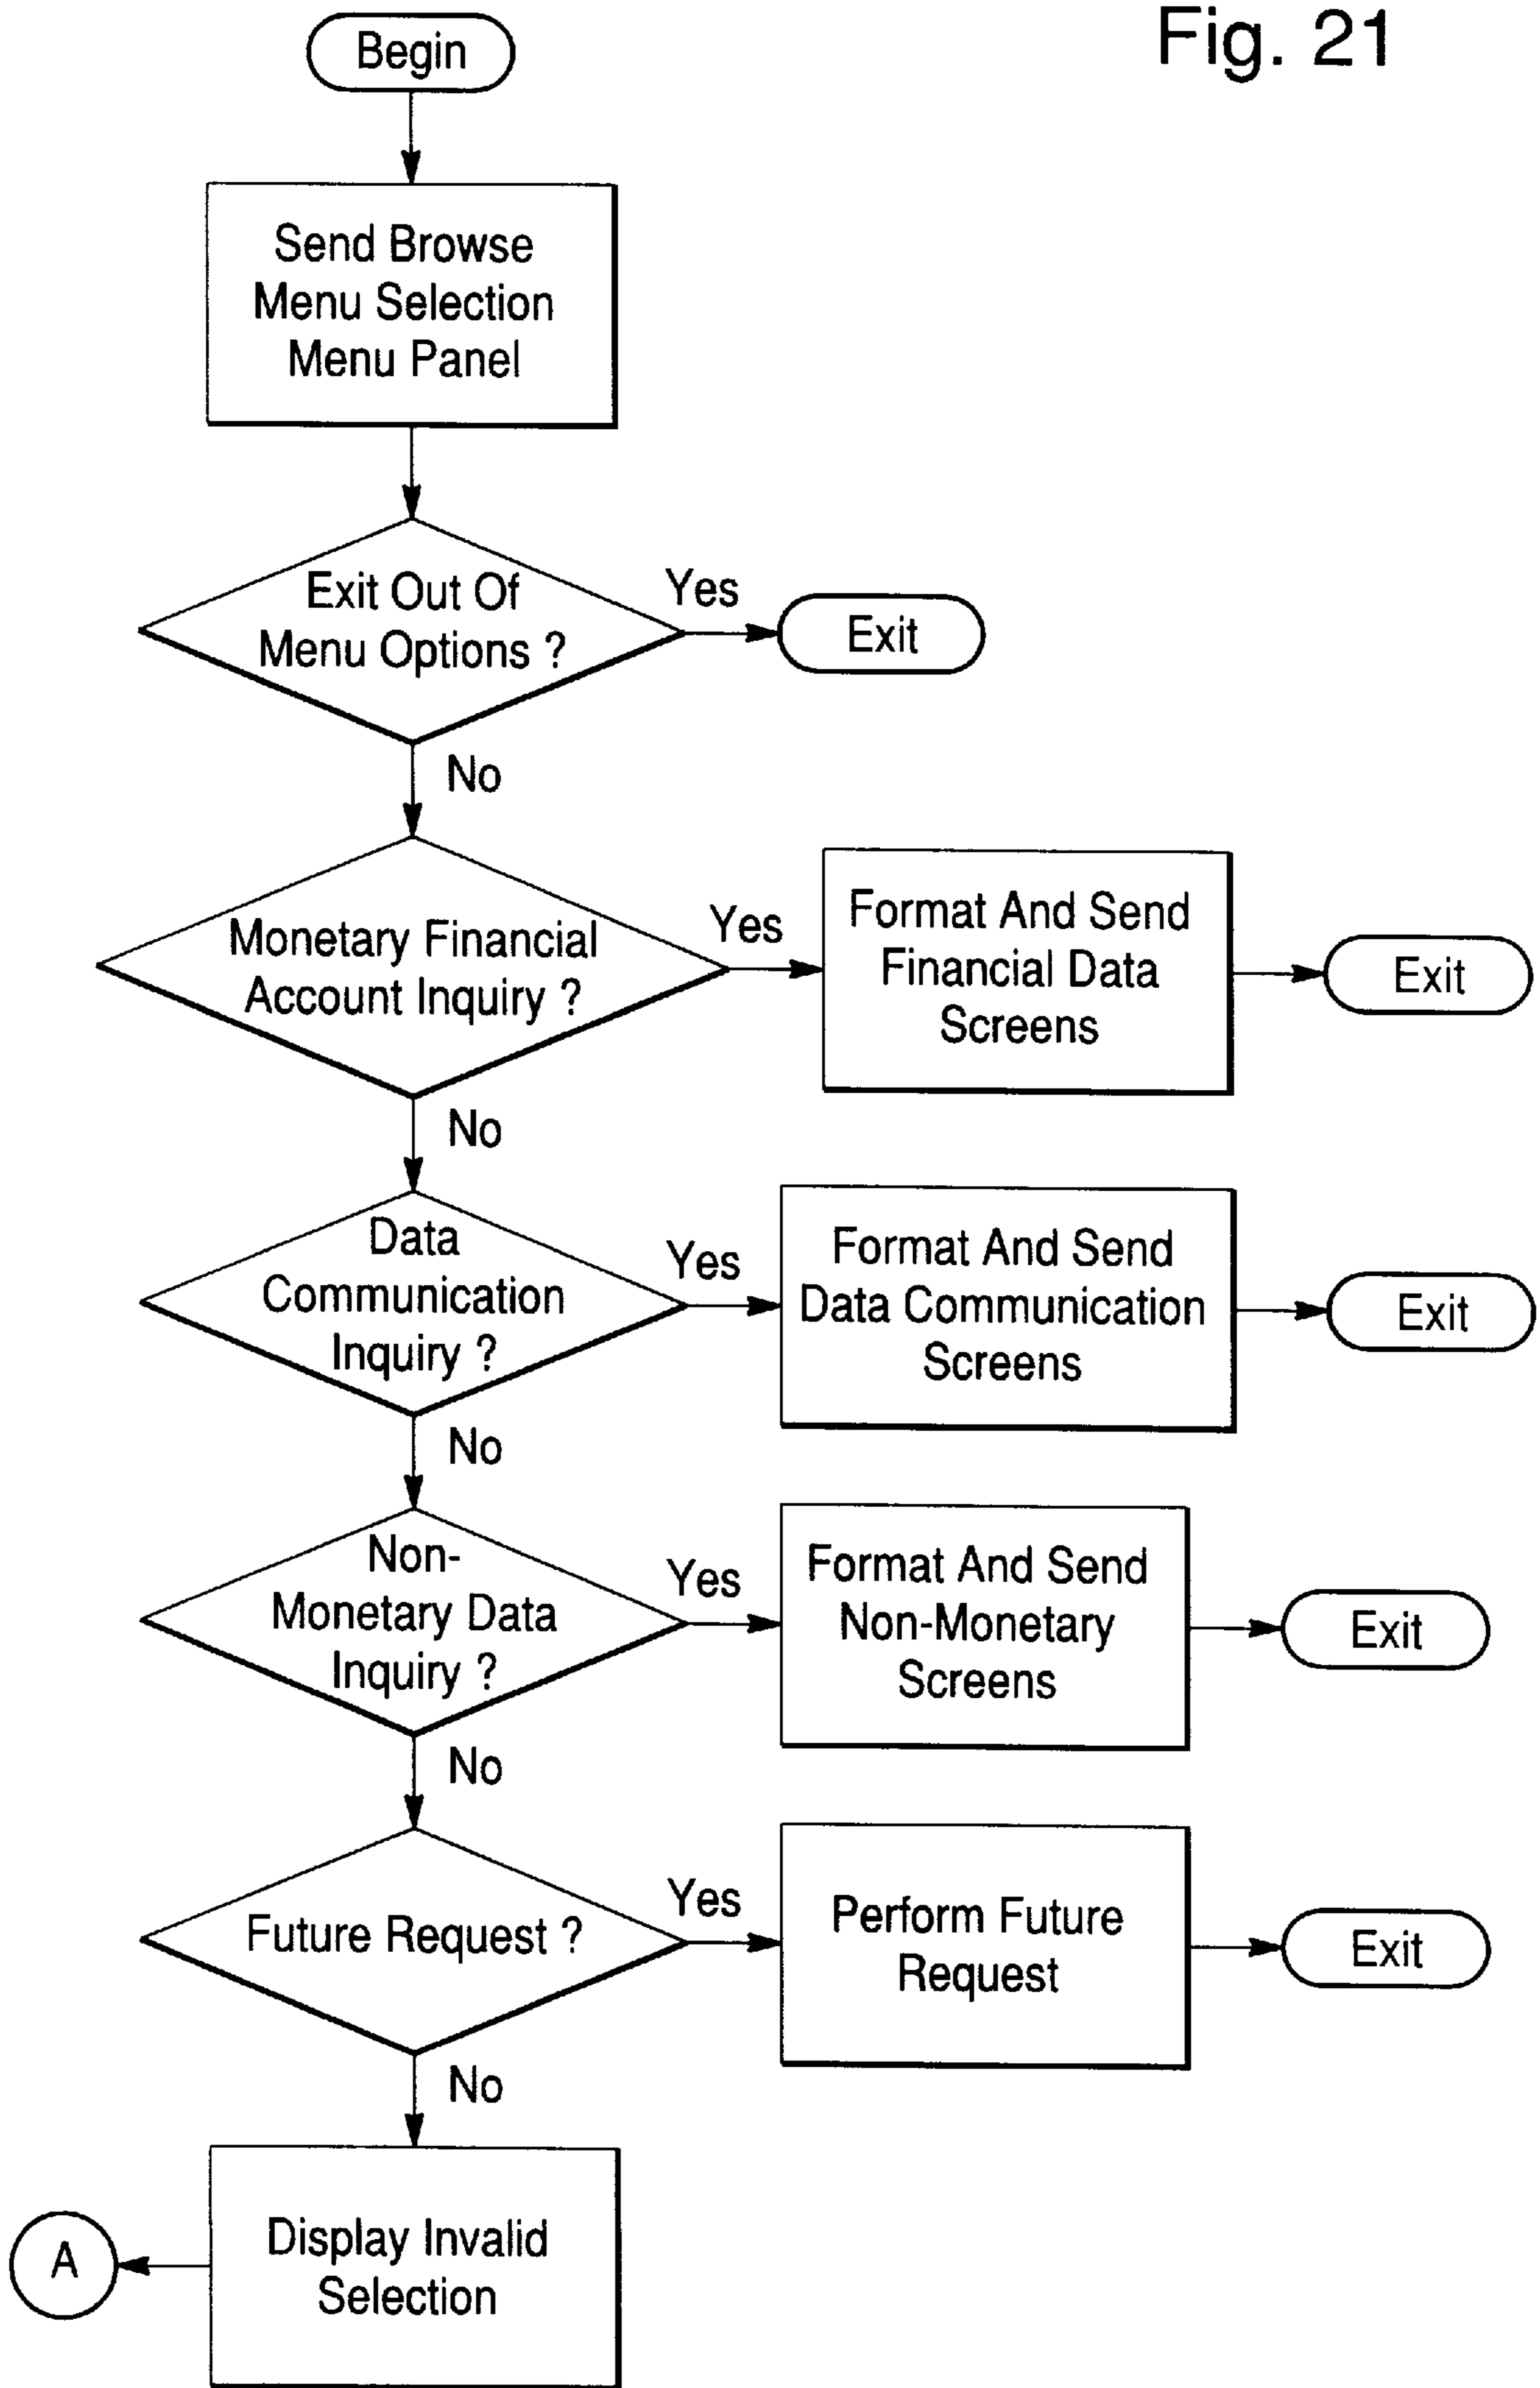 Fig. 21
Begin
Send Browse
Menu Selection
Menu Panel
Exit Out Of
Menu Options ?
Yes
Exit
No
Monetary Financial
Account Inquiry ?
Yes
Format And Send
Financial Data
Screens
Exit
No
Data
Communication
Inquiry ?
Yes
Format And Send
Data Communication
Screens
Exit
No
Non-
Monetary Data
Inquiry ?
Yes
Format And Send
Non-Monetary
Screens
Exit
No
Future Request ?
Yes
Perform Future
Request
Exit
No
Display Invalid
Selection
A